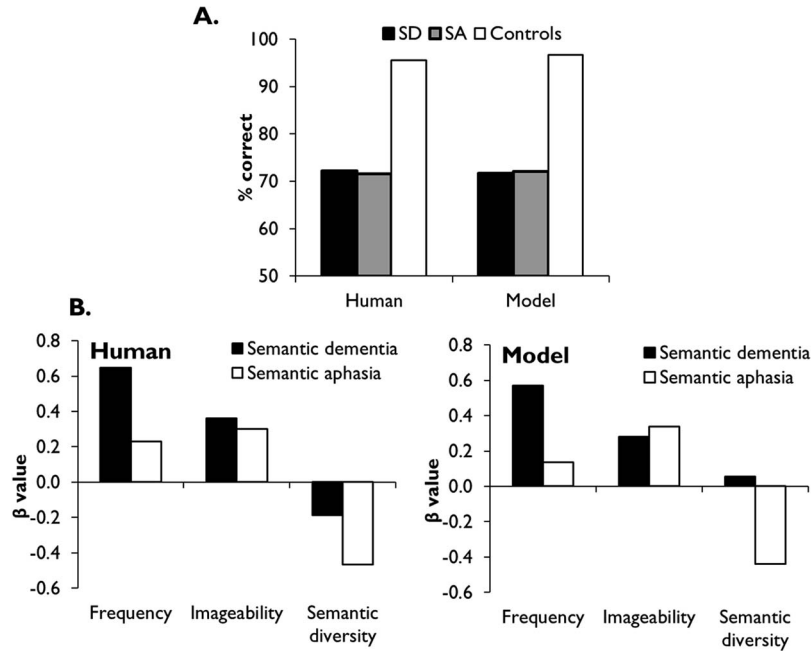 A.
SD SA Controls
100
90
80
70
60
50
% correct
Human Model
B.
Human
Semantic dementia
Semantic aphasia
0.8
0.6
0.4
0.2
0.0
-0.2
-0.4
-0.6
β value
Frequency Imageability Semantic
diversity
Model
Semantic dementia
Semantic aphasia
0.8
0.6
0.4
0.2
0.0
-0.2
-0.4
-0.6
β value
Frequency Imageability Semantic
diversity